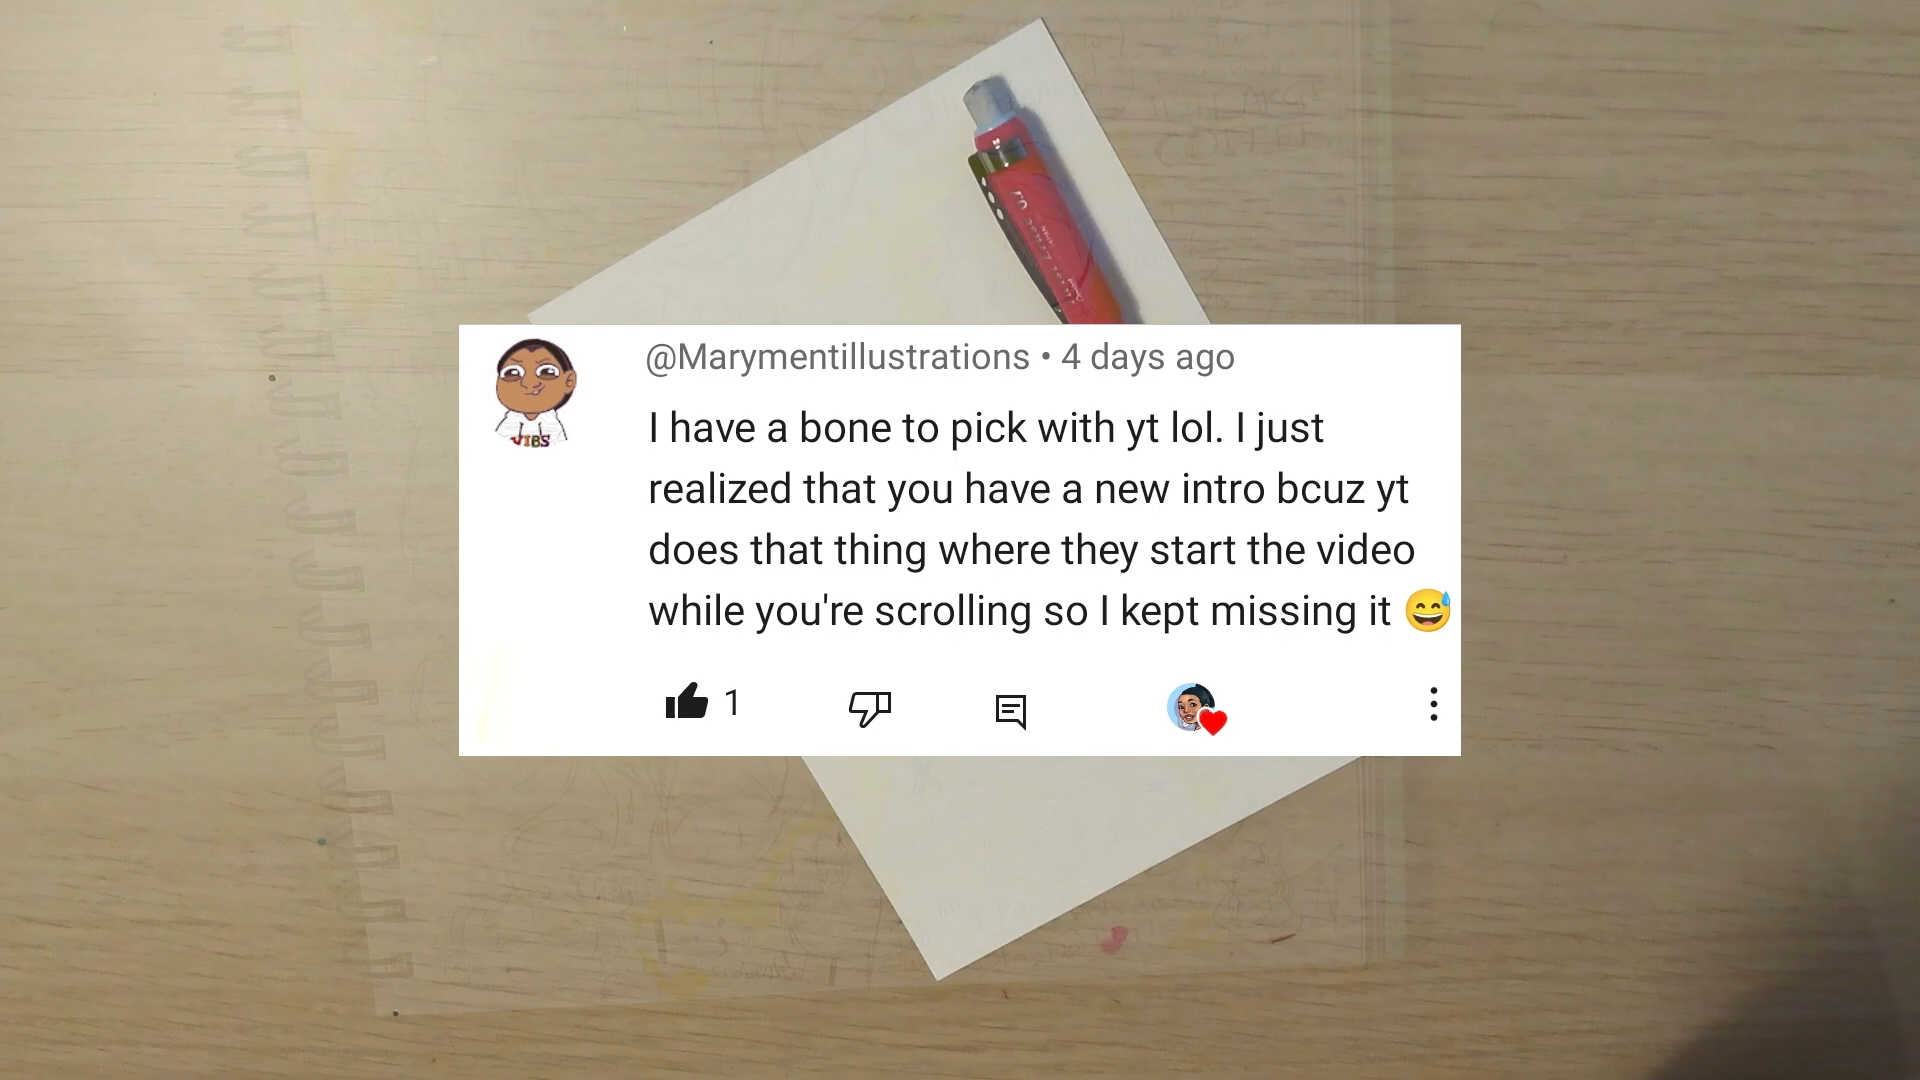 @Marymentillustrations • 4 days ago
I have a bone to pick with yt lol. I just
realized that you have a new intro bcuz yt
does that thing where they start the video
while you're scrolling so I kept missing it 😅
VIBS
1